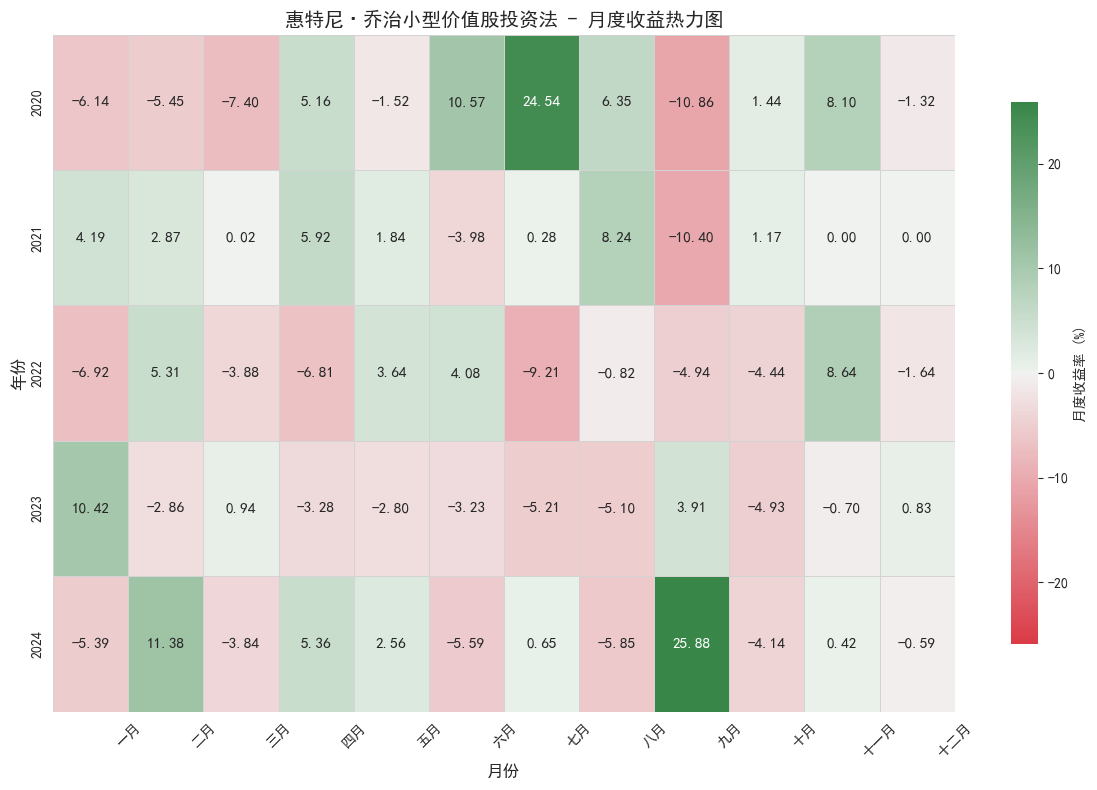 惠特尼·乔治小型价值股投资法 - 月度收益热力图
年份
2020 -6.14 -5.45 -7.40 5.16 -1.52 10.57 24.54 6.35 -10.86 1.44 8.10 -1.32
2021 4.19 2.87 0.02 5.92 1.84 -3.98 0.28 8.24 -10.40 1.17 0.00 0.00
2022 -6.92 5.31 -3.88 -6.81 3.64 4.08 -9.21 -0.82 -4.94 -4.44 8.64 -1.64
2023 10.42 -2.86 0.94 -3.28 -2.80 -3.23 -5.21 -5.10 3.91 -4.93 -0.70 0.83
2024 -5.39 11.38 -3.84 5.36 2.56 -5.59 0.65 -5.85 25.88 -4.14 0.42 -0.59
一月 二月 三月 四月 五月 六月 七月 八月 九月 十月 十一月 十二月
月份
20
10
0
-10
-20
月度收益率 (%)